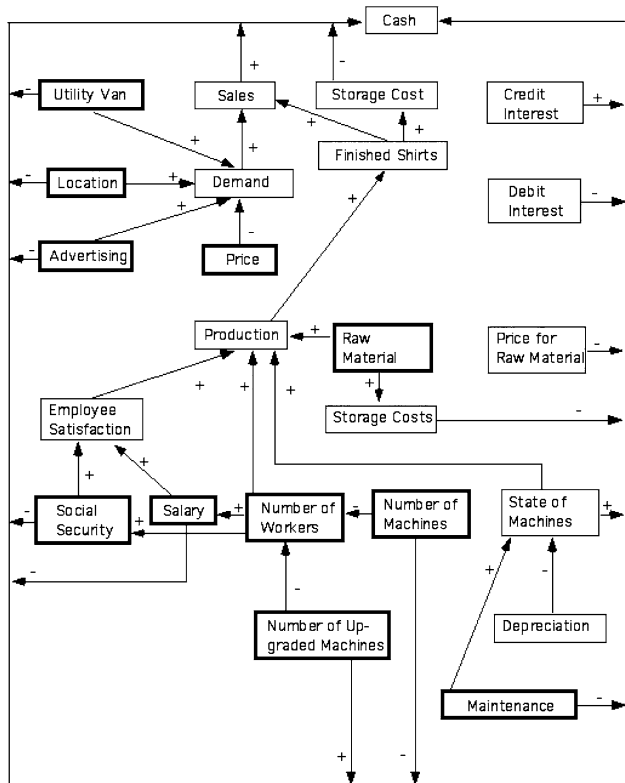 Cash
+
-
Utility Van
Sales
Storage Cost
Credit
Interest
-
+
+
+
+
+
Finished Shirts
-
Location
+
Demand
+
Debit
Interest
-
+
-
-
Advertising
Price
Production
+
Raw
Material
Price for
Raw Material
-
+
+
+
+
Employee
Satisfaction
Storage Costs
-
+
+
-
Social
Security
Salary
+
+
Number of
Workers
-
Number of
Machines
State of
Machines
+
-
-
+
-
Number of Up-
graded Machines
Depreciation
Maintenance
-
+
-